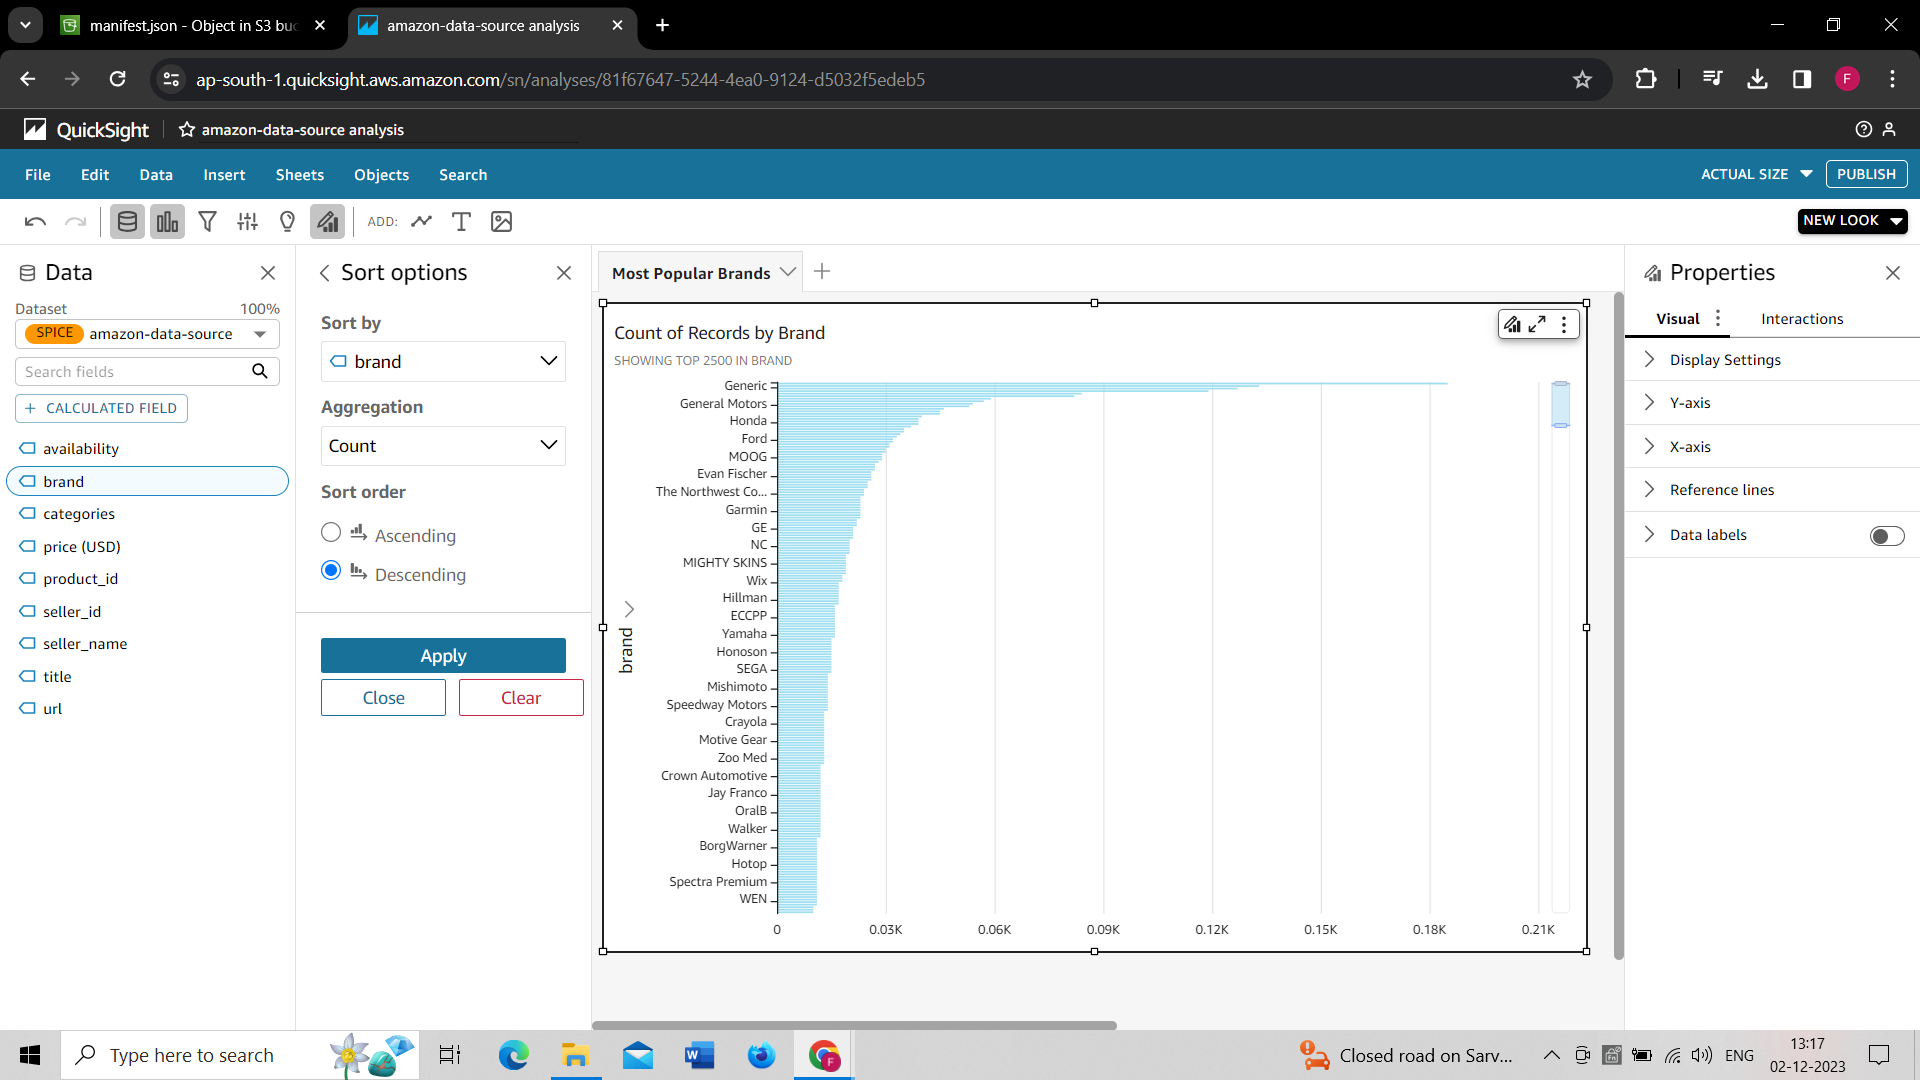 manifest.json - Object in S3 buc
amazon-data-source analysis
ap-south-1.quicksight.aws.amazon.com/sn/analyses/81f67647-5244-4ea0-9124-d5032f5edeb5
F
QuickSight
amazon-data-source analysis
File Edit Data Insert Sheets Objects Search
ACTUAL SIZE
PUBLISH
ADD:
NEW LOOK
Data
Dataset 100%
SPICE amazon-data-source
Search fields
+ CALCULATED FIELD
availability
brand
categories
price (USD)
product_id
seller_id
seller_name
title
url
Sort options
Sort by
brand
Aggregation
Count
Sort order
Ascending
Descending
Apply
Close
Clear
Most Popular Brands
Count of Records by Brand
SHOWING TOP 2500 IN BRAND
brand
Generic
General Motors
Honda
Ford
MOOG
Evan Fischer
The Northwest Co...
Garmin
GE
NC
MIGHTY SKINS
Wix
Hillman
ECCPP
Yamaha
Honoson
SEGA
Mishimoto
Speedway Motors
Crayola
Motive Gear
Zoo Med
Crown Automotive
Jay Franco
OralB
Walker
BorgWarner
Hotop
Spectra Premium
WEN
0 0.03K 0.06K 0.09K 0.12K 0.15K 0.18K 0.21K
Properties
Visual
Interactions
Display Settings
Y-axis
X-axis
Reference lines
Data labels
Type here to search
Closed road on Sarv...
ENG
13:17
02-12-2023